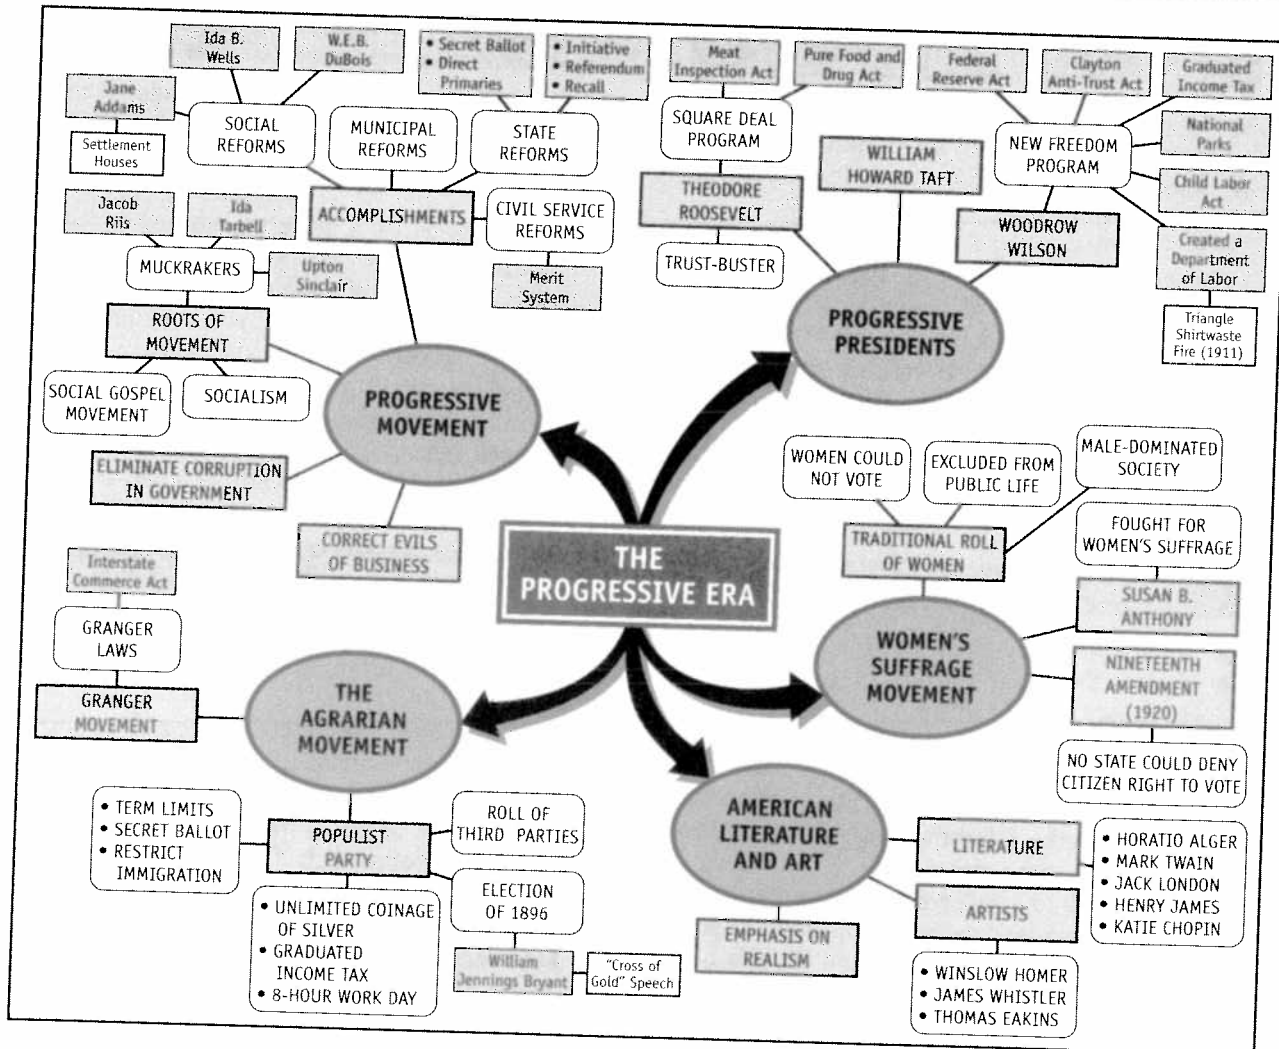 Ida B.
Wells
W.E.B.
DuBois
• Secret Ballot
• Direct
Primaries
• Initiative
• Referendum
• Recall
Jane
Addams
Settlement
Houses
SOCIAL
REFORMS
MUNICIPAL
REFORMS
STATE
REFORMS
Jacob
Riis
Ida
Tarbell
ACCOMPLISHMENTS
CIVIL SERVICE
REFORMS
MUCKRAKERS
Upton
Sinclair
Merit
System
ROOTS OF
MOVEMENT
SOCIAL GOSPEL
MOVEMENT
SOCIALISM
PROGRESSIVE
MOVEMENT
ELIMINATE CORRUPTION
IN GOVERNMENT
CORRECT EVILS
OF BUSINESS
Meat
Inspection Act
Pure Food and
Drug Act
Federal
Reserve Act
Clayton
Anti-Trust Act
Graduated
Income Tax
SQUARE DEAL
PROGRAM
WILLIAM
HOWARD TAFT
NEW FREEDOM
PROGRAM
National
Parks
THEODORE
ROOSEVELT
Child Labor
Act
WOODROW
WILSON
TRUST-BUSTER
Created a
Department
of Labor
Triangle
Shirtwaste
Fire (1911)
PROGRESSIVE
PRESIDENTS
THE
PROGRESSIVE ERA
WOMEN COULD
NOT VOTE
EXCLUDED FROM
PUBLIC LIFE
MALE-DOMINATED
SOCIETY
TRADITIONAL ROLL
OF WOMEN
FOUGHT FOR
WOMEN'S SUFFRAGE
SUSAN B.
ANTHONY
WOMEN'S
SUFFRAGE
MOVEMENT
NINETEENTH
AMENDMENT
(1920)
NO STATE COULD DENY
CITIZEN RIGHT TO VOTE
Interstate
Commerce Act
GRANGER
LAWS
GRANGER
MOVEMENT
THE
AGRARIAN
MOVEMENT
• TERM LIMITS
• SECRET BALLOT
• RESTRICT
IMMIGRATION
POPULIST
PARTY
ROLL OF
THIRD PARTIES
ELECTION
OF 1896
• UNLIMITED COINAGE
OF SILVER
• GRADUATED
INCOME TAX
• 8-HOUR WORK DAY
William
Jennings Bryant
"Cross of
Gold" Speech
AMERICAN
LITERATURE
AND ART
LITERATURE
• HORATIO ALGER
• MARK TWAIN
• JACK LONDON
• HENRY JAMES
• KATIE CHOPIN
ARTISTS
EMPHASIS ON
REALISM
• WINSLOW HOMER
• JAMES WHISTLER
• THOMAS EAKINS